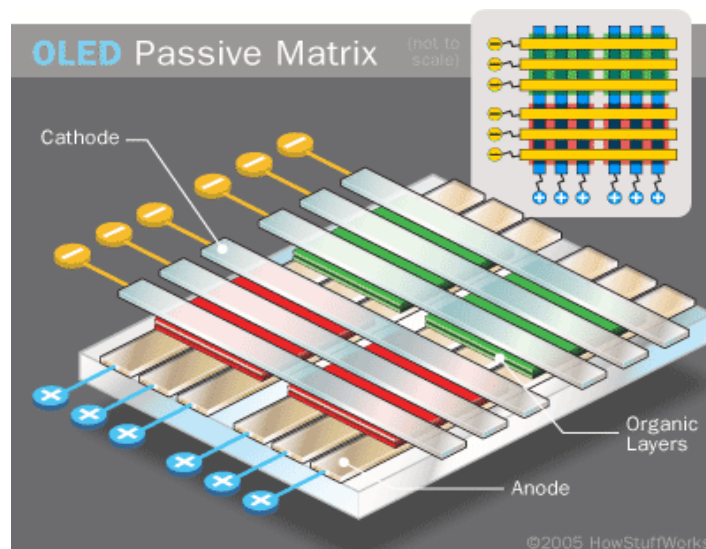 OLED Passive Matrix
(not to
scale)
Cathode
Organic
Layers
Anode
©2005 HowStuffWorks